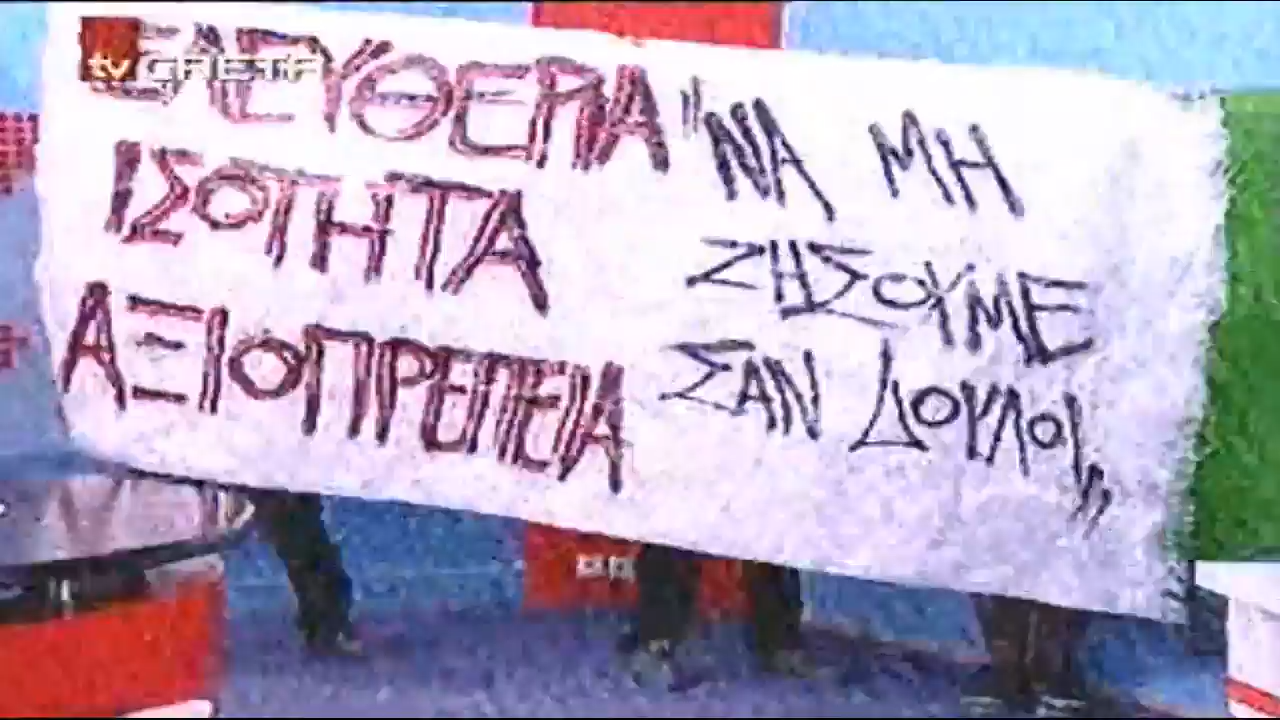 tv CRETA
ΕΛΕΥΘΕΡΙΑ
ΙΣΟΤΗΤΑ
ΑΞΙΟΠΡΕΠΕΙΑ
"ΝΑ ΜΗ
ΖΗΣΟΥΜΕ
ΣΑΝ ΔΟΥΛΟΙ"